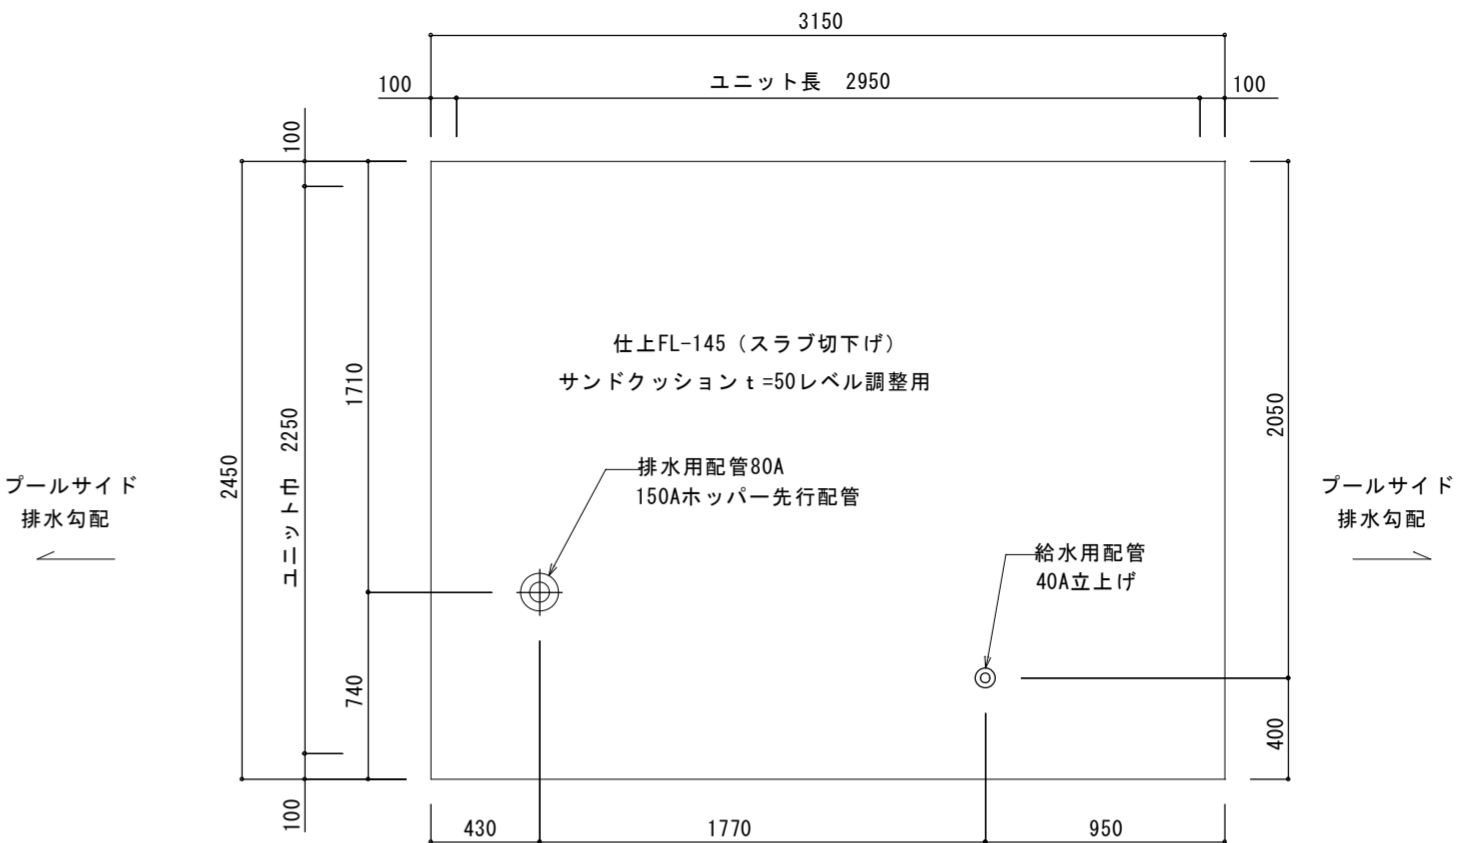 3150
100
ユニット長 2950
100
100
仕上FL-145（スラブ切下げ）
サンドクッションｔ=50レベル調整用
1710
2050
2450
ユニット巾 2250
排水用配管80A
150Aホッパー先行配管
プールサイド
排水勾配
プールサイド
排水勾配
給水用配管
40A立上げ
740
400
100
430
1770
950